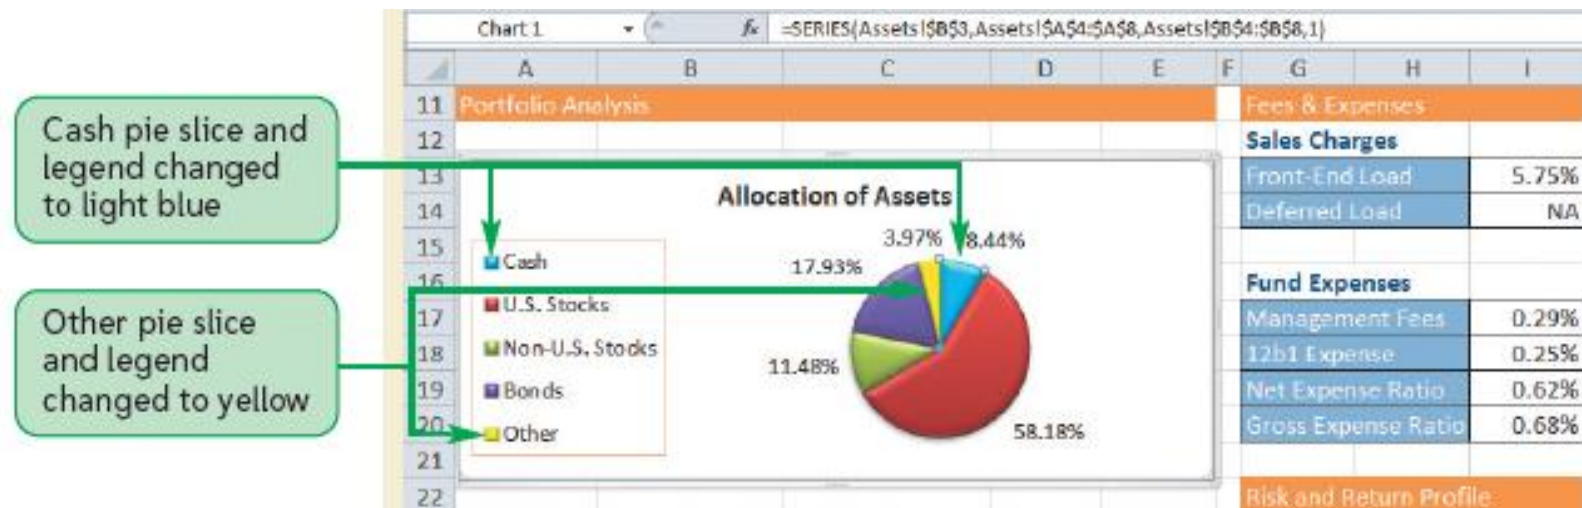 Chart 1
fx =SERIES(Assets!$B$3,Assets!$A$4:$A$8,Assets!$B$4:$B$8,1)
A B C D E F G H I
11 Portfolio Analysis Fees & Expenses
12 Sales Charges
13 Front-End Load 5.75%
14 Deferred Load NA
15
16 Fund Expenses
17 Management Fees 0.29%
18 12b1 Expense 0.25%
19 Net Expense Ratio 0.62%
20 Gross Expense Ratio 0.68%
21
22 Risk and Return Profile
Cash pie slice and
legend changed
to light blue
Other pie slice
and legend
changed to yellow
Allocation of Assets
Cash
U.S. Stocks
Non-U.S. Stocks
Bonds
Other
3.97%
8.44%
17.93%
11.48%
58.18%